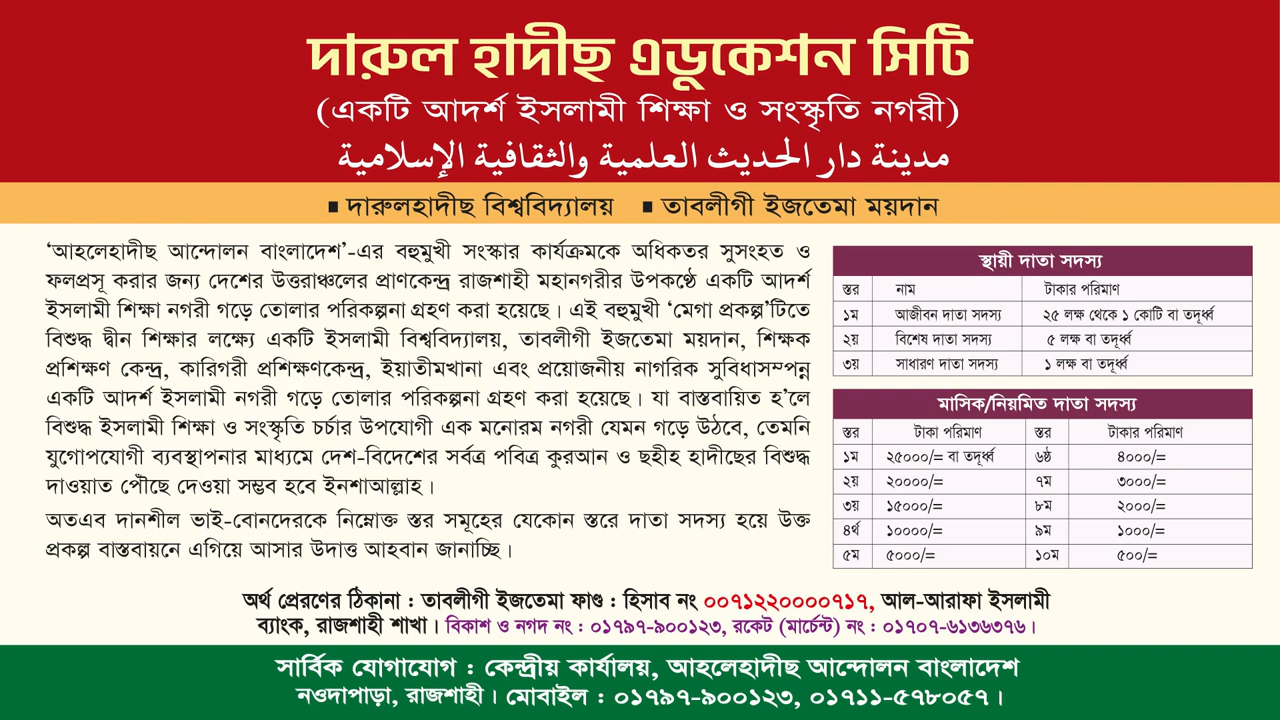 দারুল হাদীছ এডুকেশন সিটি
(একটি আদর্শ ইসলামী শিক্ষা ও সংস্কৃতি নগরী)
مدينة دار الحديث العلمية والثقافية الإسلامية
▪ দারুলহাদীছ বিশ্ববিদ্যালয় ▪ তাবলীগী ইজতেমা ময়দান
‘আহলেহাদীছ আন্দোলন বাংলাদেশ’-এর বহুমুখী সংস্কার কার্যক্রমকে অধিকতর সুসংহত ও
ফলপ্রসূ করার জন্য দেশের উত্তরাঞ্চলের প্রাণকেন্দ্র রাজশাহী মহানগরীর উপকণ্ঠে একটি আদর্শ
ইসলামী শিক্ষা নগরী গড়ে তোলার পরিকল্পনা গ্রহণ করা হয়েছে। এই বহুমুখী ‘মেগা প্রকল্প’টিতে
বিশুদ্ধ দ্বীন শিক্ষার লক্ষ্যে একটি ইসলামী বিশ্ববিদ্যালয়, তাবলীগী ইজতেমা ময়দান, শিক্ষক
প্রশিক্ষণ কেন্দ্র, কারিগরী প্রশিক্ষণকেন্দ্র, ইয়াতীমখানা এবং প্রয়োজনীয় নাগরিক সুবিধাসম্পন্ন
একটি আদর্শ ইসলামী নগরী গড়ে তোলার পরিকল্পনা গ্রহণ করা হয়েছে। যা বাস্তবায়িত হ’লে
বিশুদ্ধ ইসলামী শিক্ষা ও সংস্কৃতি চর্চার উপযোগী এক মনোরম নগরী যেমন গড়ে উঠবে, তেমনি
যুগোপযোগী ব্যবস্থাপনার মাধ্যমে দেশ-বিদেশের সর্বত্র পবিত্র কুরআন ও ছহীহ হাদীছের বিশুদ্ধ
দাওয়াত পৌঁছে দেওয়া সম্ভব হবে ইনশাআল্লাহ।
অতএব দানশীল ভাই-বোনদেরকে নিম্নোক্ত স্তর সমূহের যেকোন স্তরে দাতা সদস্য হয়ে উক্ত
প্রকল্প বাস্তবায়নে এগিয়ে আসার উদাত্ত আহবান জানাচ্ছি।
স্থায়ী দাতা সদস্য
স্তর নাম টাকার পরিমাণ
১ম আজীবন দাতা সদস্য ২৫ লক্ষ থেকে ১ কোটি বা তদূর্ধ্ব
২য় বিশেষ দাতা সদস্য ৫ লক্ষ বা তদূর্ধ্ব
৩য় সাধারণ দাতা সদস্য ১ লক্ষ বা তদূর্ধ্ব
মাসিক/নিয়মিত দাতা সদস্য
স্তর টাকা পরিমাণ স্তর টাকার পরিমাণ
১ম ২৫০০০/= বা তদূর্ধ্ব ৬ষ্ঠ ৪০০০/=
২য় ২০০০০/= ৭ম ৩০০০/=
৩য় ১৫০০০/= ৮ম ২০০০/=
৪র্থ ১০০০০/= ৯ম ১০০০/=
৫ম ৫০০০/= ১০ম ৫০০/=
অর্থ প্রেরণের ঠিকানা : তাবলীগী ইজতেমা ফাণ্ড : হিসাব নং ০০৭১২২০০০০৭১৭, আল-আরাফা ইসলামী
ব্যাংক, রাজশাহী শাখা। বিকাশ ও নগদ নং : ০১৭৯৭-৯০০১২৩, রকেট (মার্চেন্ট) নং : ০১৭০৭-৬১৩৬৩৭৬।
সার্বিক যোগাযোগ : কেন্দ্রীয় কার্যালয়, আহলেহাদীছ আন্দোলন বাংলাদেশ
নওদাপাড়া, রাজশাহী। মোবাইল : ০১৭৯৭-৯০০১২৩, ০১৭১১-৫৭৮০৫৭।